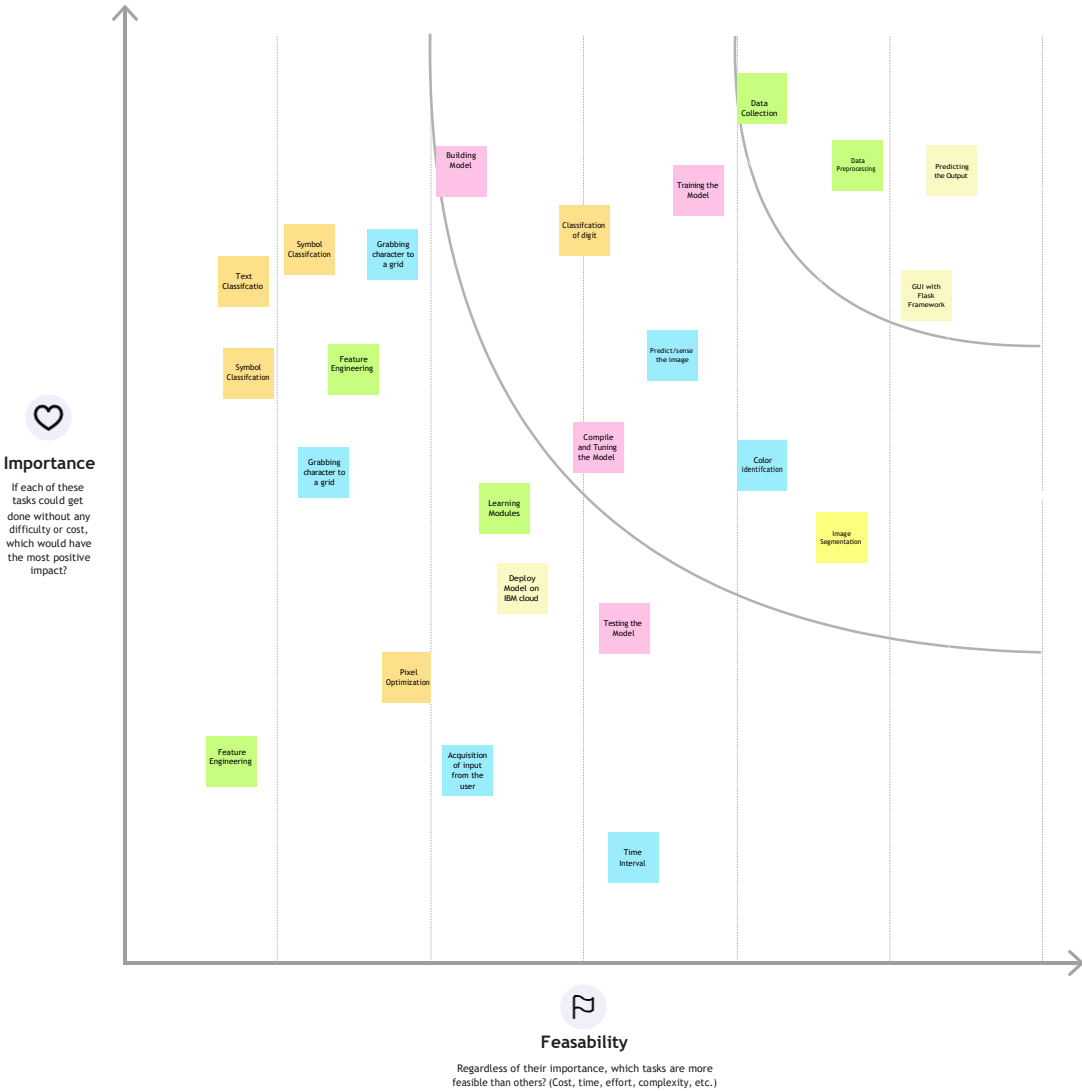 Data
Collection
Building
Model
Data
Preprocessing
Predicting
the Output
Training the
Model
Classifcation
of digit
Symbol
Classifcation
Grabbing
character to
a grid
Text
Classifcatio
GUI with
Flask
Framework
Predict/sense
the image
Feature
Engineering
Symbol
Classifcation
Compile
and Tuning
the Model
Color
identifcation
Grabbing
character to
a grid
Learning
Modules
Image
Segmentation
Importance
If each of these
tasks could get
done without any
difficulty or cost,
which would have
the most positive
impact?
Deploy
Model on
IBM cloud
Testing the
Model
Pixel
Optimization
Feature
Engineering
Acquisition
of input
from the
user
Time
Interval
Feasability
Regardless of their importance, which tasks are more
feasible than others? (Cost, time, effort, complexity, etc.)